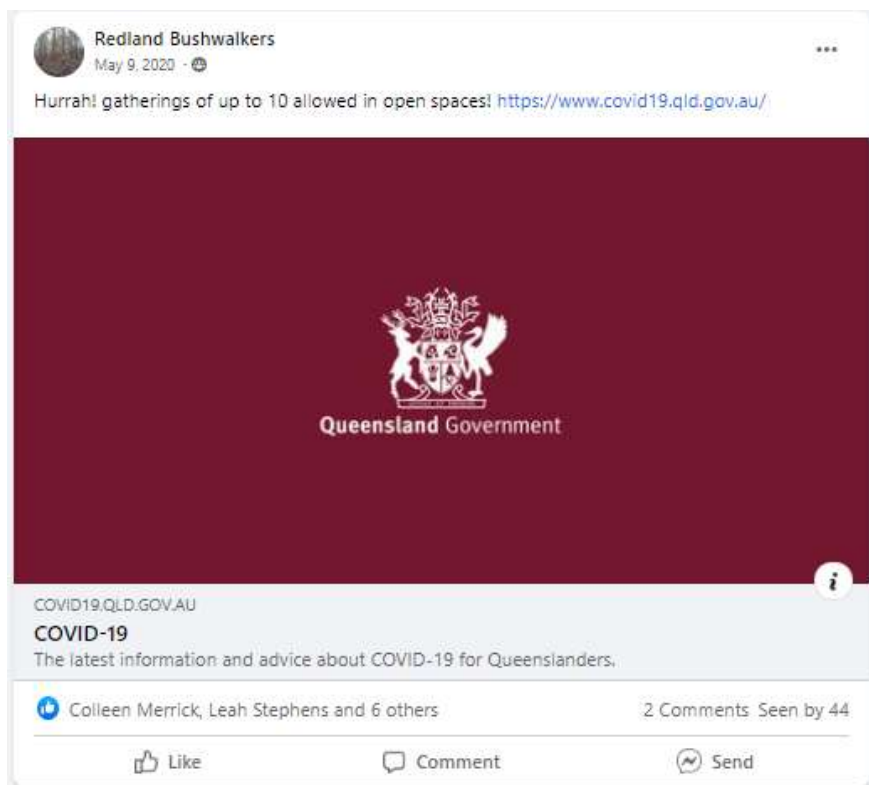 Redland Bushwalkers
May 9, 2020 ·
Hurrah! gatherings of up to 10 allowed in open spaces! https://www.covid19.qld.gov.au/
Queensland Government
i
COVID19.QLD.GOV.AU
COVID-19
The latest information and advice about COVID-19 for Queenslanders.
Colleen Merrick, Leah Stephens and 6 others 2 Comments Seen by 44
Like Comment Send